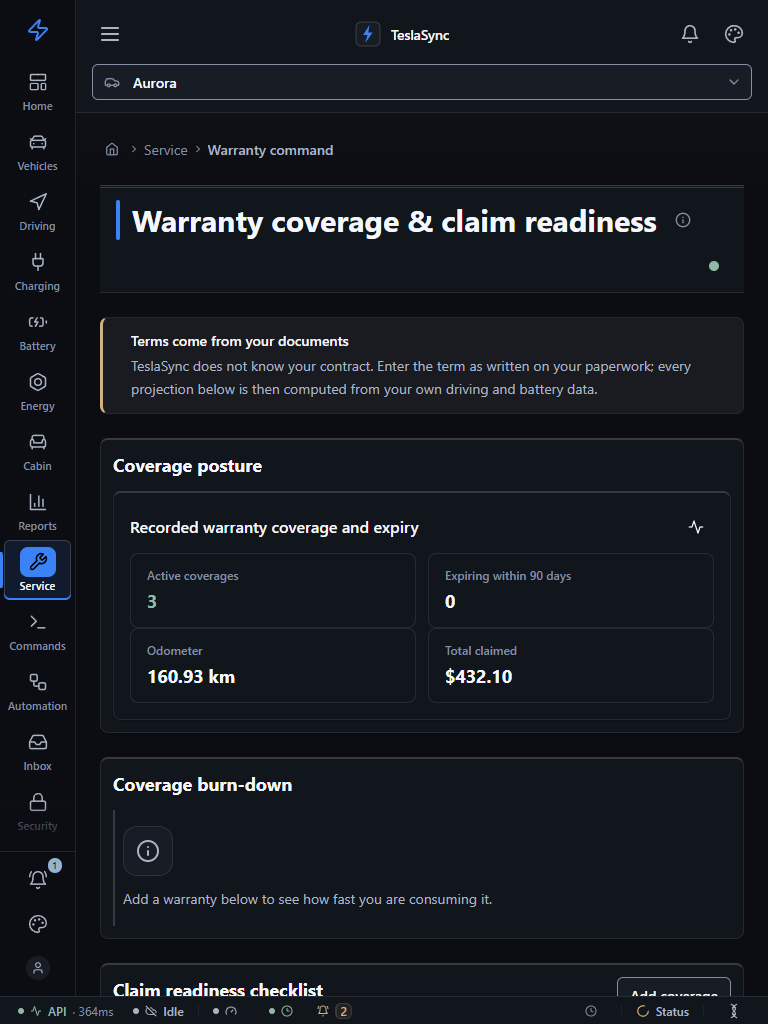 TeslaSync
Aurora
Home
Vehicles
Driving
Charging
Battery
Energy
Cabin
Reports
Service
Commands
Automation
Inbox
Security
1
Service
Warranty command
Warranty coverage & claim readiness
Terms come from your documents
TeslaSync does not know your contract. Enter the term as written on your paperwork; every
projection below is then computed from your own driving and battery data.
Coverage posture
Recorded warranty coverage and expiry
Active coverages
3
Expiring within 90 days
0
Odometer
160.93 km
Total claimed
$432.10
Coverage burn-down
Add a warranty below to see how fast you are consuming it.
Claim readiness checklist
Add coverage
API · 364ms
Idle
2
Status